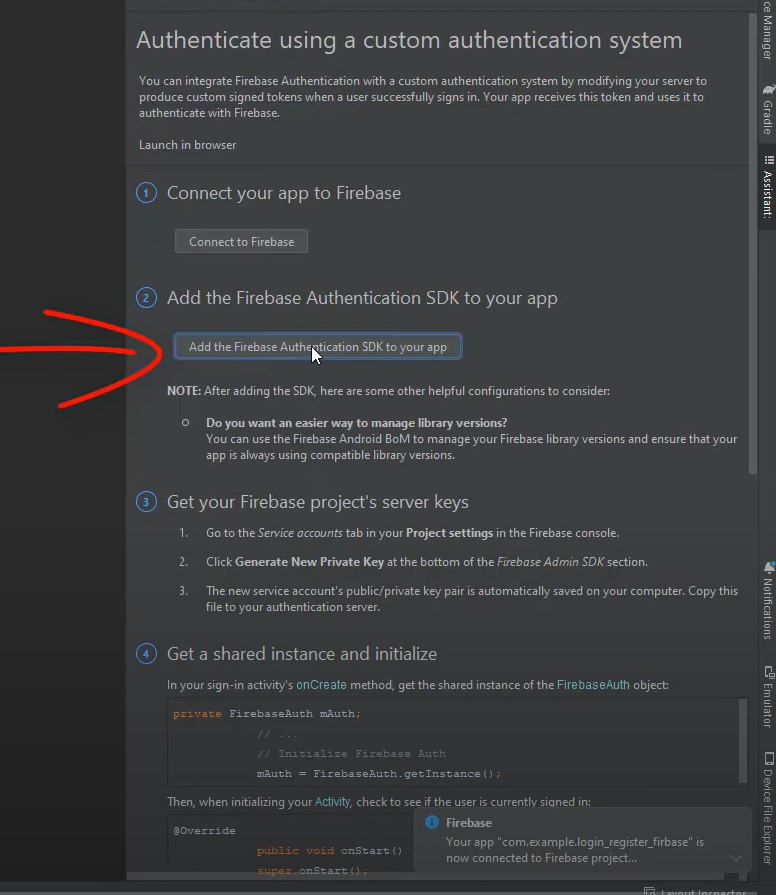 Authenticate using a custom authentication system
You can integrate Firebase Authentication with a custom authentication system by modifying your server to
produce custom signed tokens when a user successfully signs in. Your app receives this token and uses it to
authenticate with Firebase.
Launch in browser
1 Connect your app to Firebase
Connect to Firebase
2 Add the Firebase Authentication SDK to your app
Add the Firebase Authentication SDK to your app
NOTE: After adding the SDK, here are some other helpful configurations to consider:
Do you want an easier way to manage library versions?
You can use the Firebase Android BoM to manage your Firebase library versions and ensure that your
app is always using compatible library versions.
3 Get your Firebase project's server keys
1. Go to the Service accounts tab in your Project settings in the Firebase console.
2. Click Generate New Private Key at the bottom of the Firebase Admin SDK section.
3. The new service account's public/private key pair is automatically saved on your computer. Copy this
file to your authentication server.
4 Get a shared instance and initialize
In your sign-in activity's onCreate method, get the shared instance of the FirebaseAuth object:
private FirebaseAuth mAuth;
// ...
// Initialize Firebase Auth
mAuth = FirebaseAuth.getInstance();
Then, when initializing your Activity, check to see if the user is currently signed in:
@Override
public void onStart()
super.onStart();
Firebase
Your app "com.example.login_register_firbase" is
now connected to Firebase project...
ce Manager
Gradle
Assistant:
Notifications
Emulator
Device File Explorer
Layout Inspector